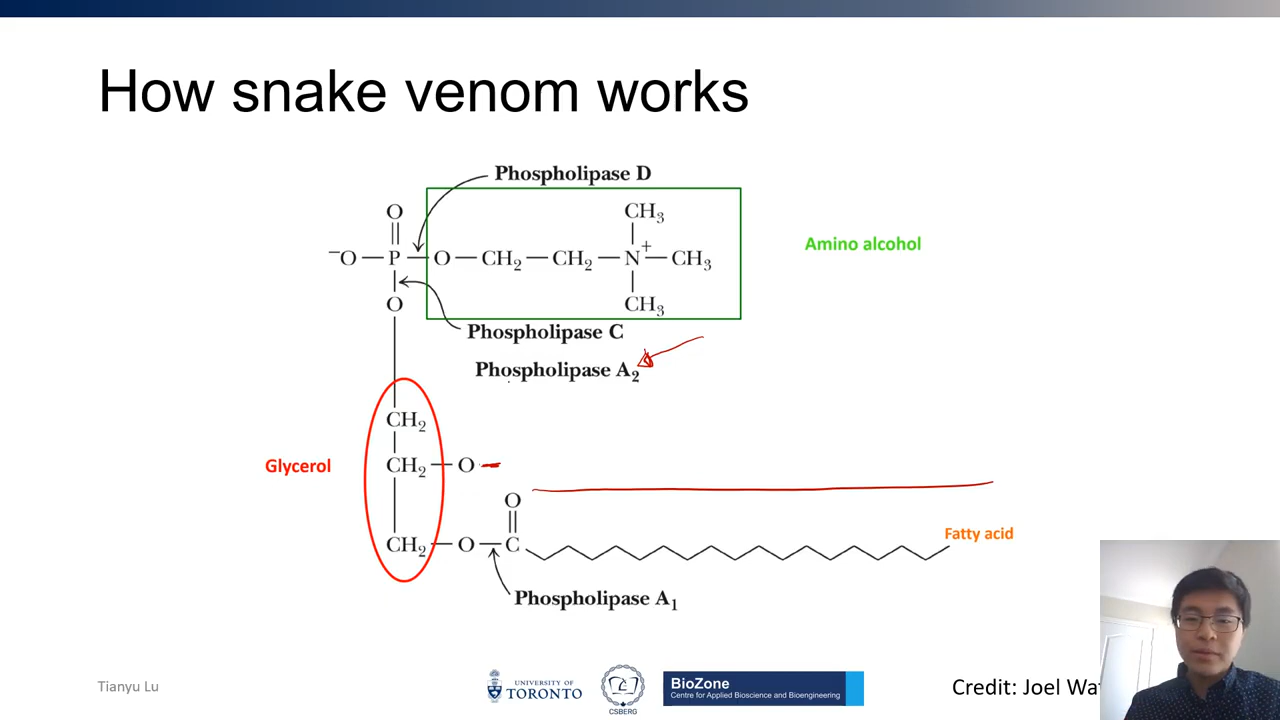 How snake venom works
Phospholipase D
O
CH₃
Amino alcohol
⁻O — P — O — CH₂ — CH₂ — N⁺ — CH₃
O
CH₃
Phospholipase C
Phospholipase A₂
CH₂
Glycerol
CH₂ — O
O
Fatty acid
CH₂ — O — C
Phospholipase A₁
Tianyu Lu
UNIVERSITY OF
TORONTO
CSBERG
BioZone
Centre for Applied Bioscience and Bioengineering
Credit: Joel